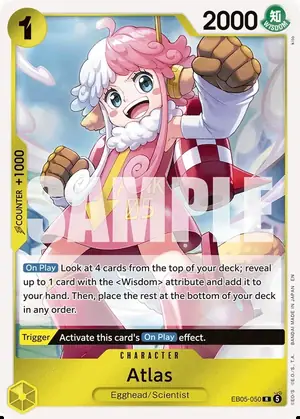 1
2000
知
WISDOM
COUNTER +1000
SAMPLE
On Play Look at 4 cards from the top of your deck; reveal
up to 1 card with the <Wisdom> attribute and add it to
your hand. Then, place the rest at the bottom of your deck
in any order.
Trigger Activate this card's On Play effect.
CHARACTER
Atlas
Egghead/Scientist
EB05-050 R
5